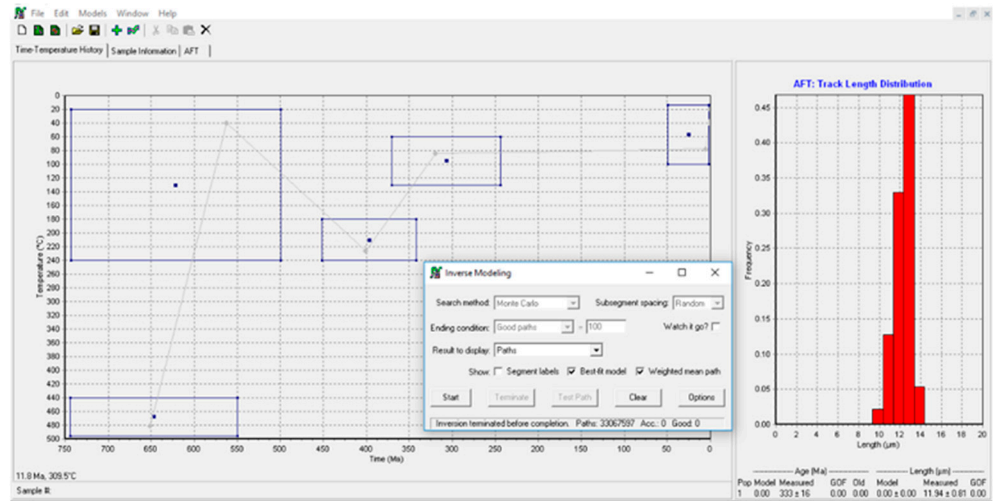 File Edit Models Window Help
Time-Temperature History Sample Information AFT
AFT: Track Length Distribution
0
20
40
60
80
100
120
140
160
180
200
220
240
260
280
300
320
340
360
380
400
420
440
460
480
500
Temperature (°C)
750 700 650 600 550 500 450 400 350 300 250 200 150 100 50 0
Time (Ma)
0.45
0.40
0.35
0.30
0.25
0.20
0.15
0.10
0.05
0.00
Frequency
0 2 4 6 8 10 12 14 16 18 20
Length (µm)
Inverse Modeling
Search method: Monte Carlo Subsegment spacing: Random
Ending condition: Good paths = 100 Watch it go?
Result to display: Paths
Show: Segment labels Best-fit model Weighted mean path
Start Terminate Test Path Clear Options
Inversion terminated before completion. Paths: 33067597 Acc.: 0 Good: 0
11.8 Ma, 309.5°C
Sample #:
Age (Ma) Length (µm)
Pop Model Measured GOF Old Model Measured GOF
1 0.00 333 ± 16 0.00 0.00 0.00 ± 0.00 11.94 ± 0.81 0.00